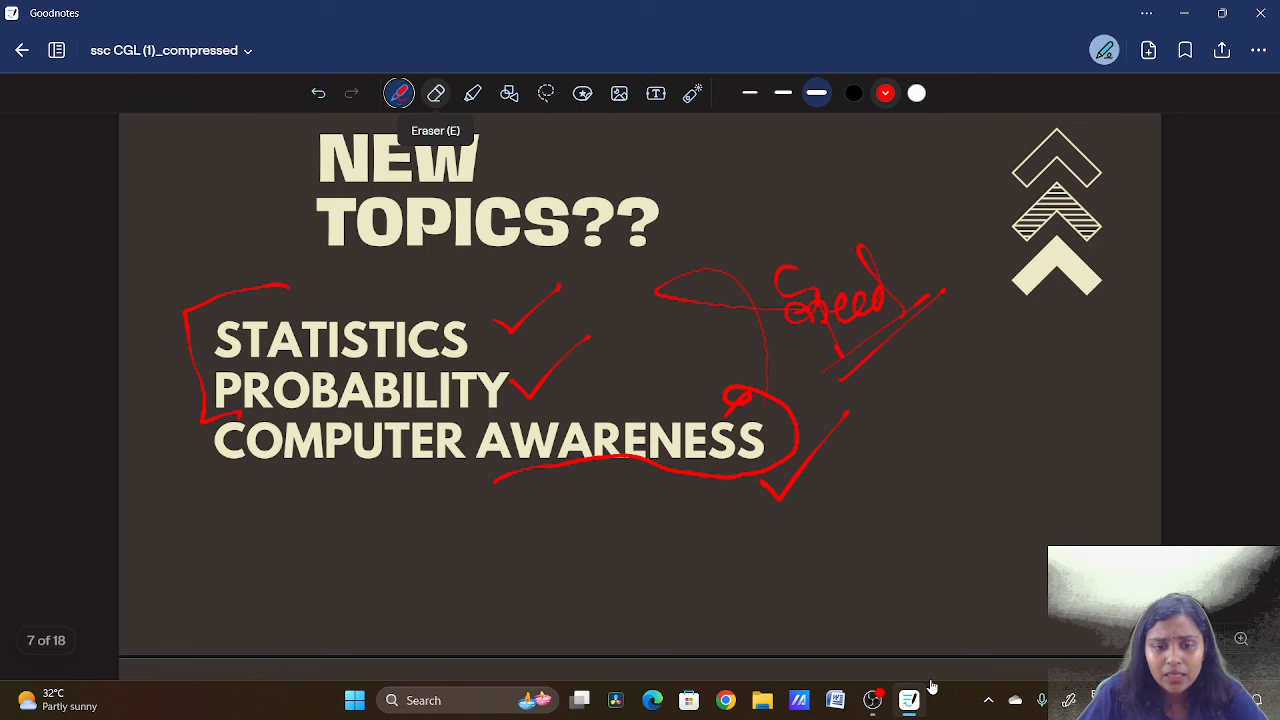 Goodnotes
ssc CGL (1)_compressed
Eraser (E)
NEW
TOPICS??
Speed
STATISTICS
PROBABILITY
COMPUTER AWARENESS
7 of 18
32°C
Partly sunny
Search